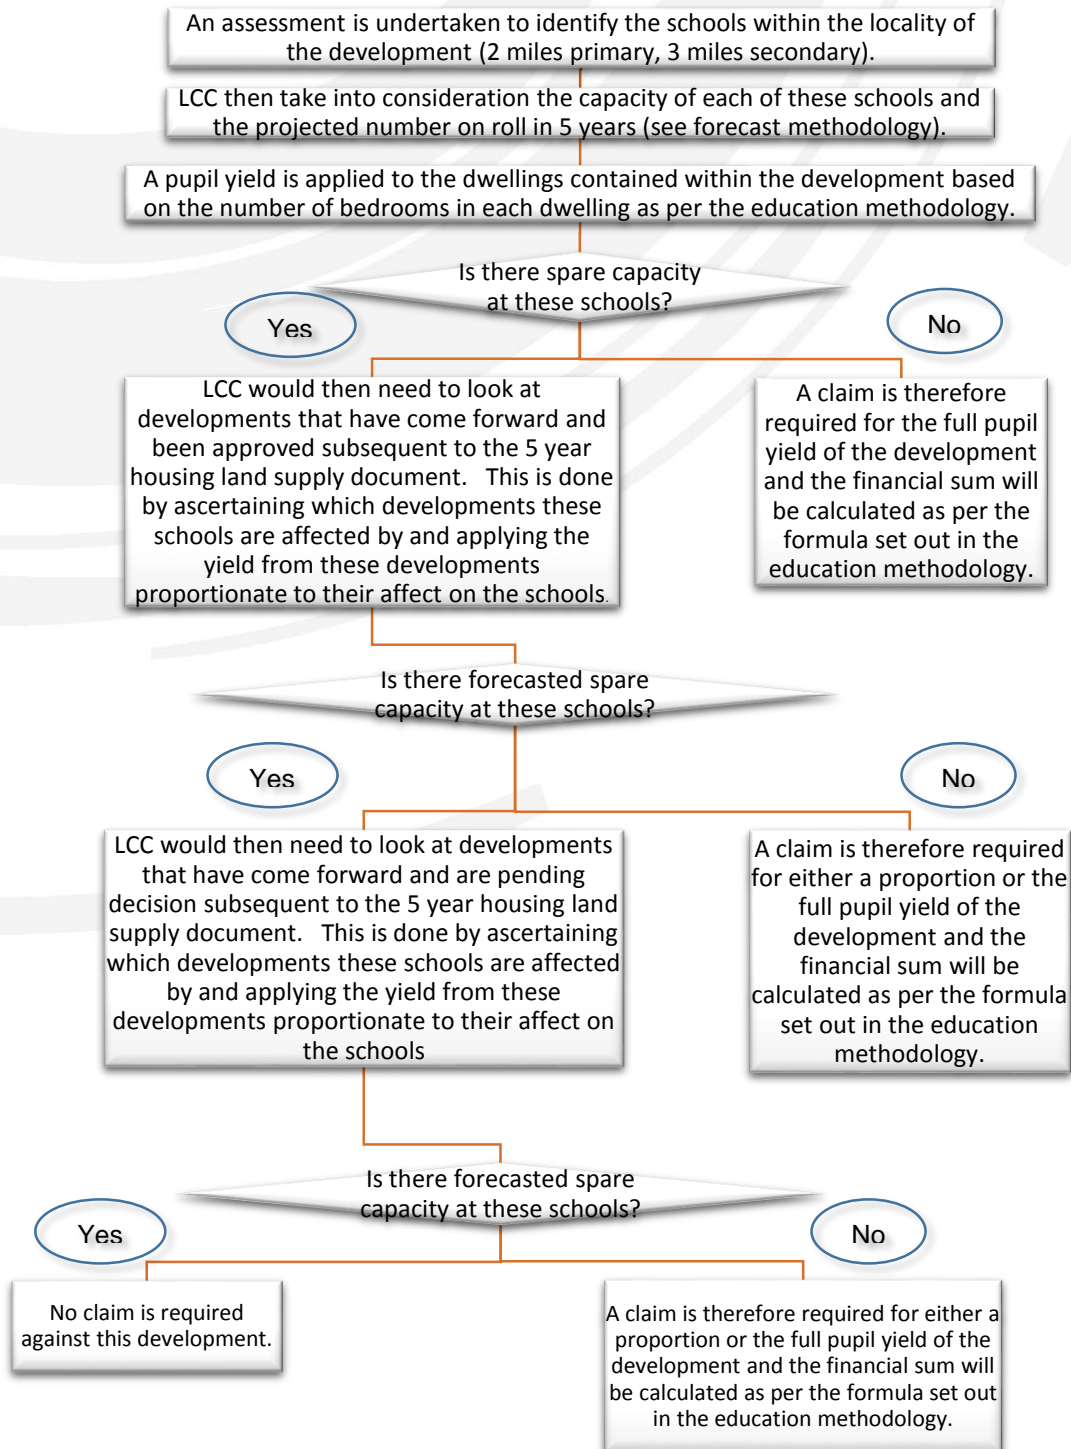 An assessment is undertaken to identify the schools within the locality of
the development (2 miles primary, 3 miles secondary).
LCC then take into consideration the capacity of each of these schools and
the projected number on roll in 5 years (see forecast methodology).
A pupil yield is applied to the dwellings contained within the development based
on the number of bedrooms in each dwelling as per the education methodology.
Is there spare capacity
at these schools?
Yes
No
LCC would then need to look at
developments that have come forward and
been approved subsequent to the 5 year
housing land supply document. This is done
by ascertaining which developments these
schools are affected by and applying the
yield from these developments
proportionate to their affect on the schools.
A claim is therefore
required for the full pupil
yield of the development
and the financial sum will
be calculated as per the
formula set out in the
education methodology.
Is there forecasted spare
capacity at these schools?
Yes
No
LCC would then need to look at developments
that have come forward and are pending
decision subsequent to the 5 year housing land
supply document. This is done by ascertaining
which developments these schools are affected
by and applying the yield from these
developments proportionate to their affect on
the schools
A claim is therefore required
for either a proportion or the
full pupil yield of the
development and the
financial sum will be
calculated as per the formula
set out in the education
methodology.
Is there forecasted spare
capacity at these schools?
Yes
No
No claim is required
against this development.
A claim is therefore required for either a
proportion or the full pupil yield of the
development and the financial sum will
be calculated as per the formula set out
in the education methodology.